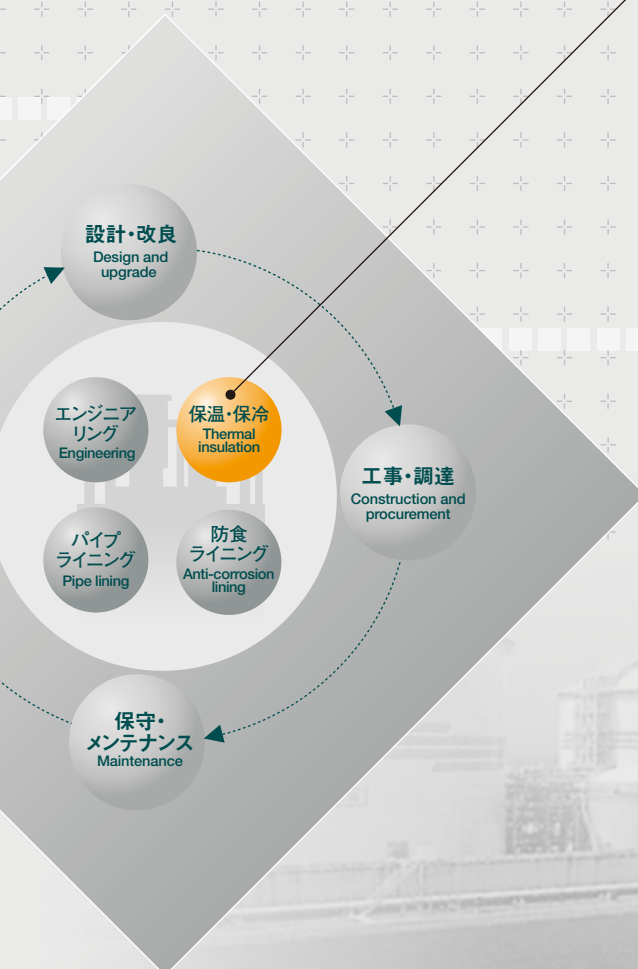 設計・改良
Design and
upgrade
エンジニア
リング
Engineering
保温・保冷
Thermal
insulation
工事・調達
Construction and
procurement
パイプ
ライニング
Pipe lining
防食
ライニング
Anti-corrosion
lining
保守・
メンテナンス
Maintenance